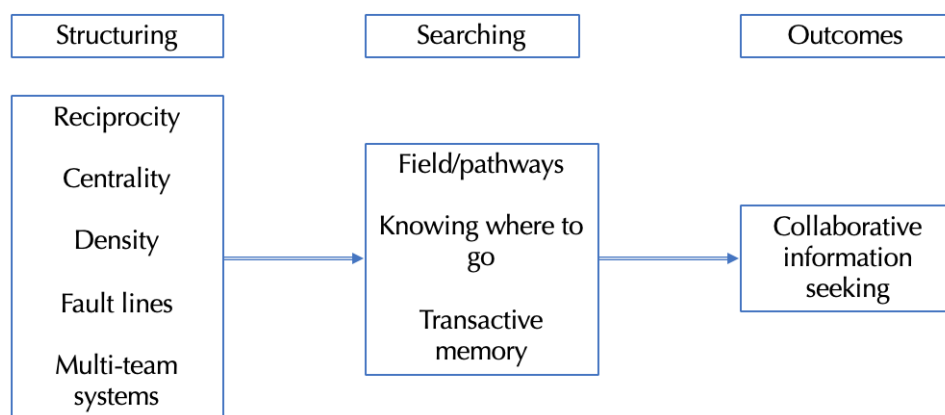 Structuring
Searching
Outcomes
Reciprocity
Centrality
Density
Fault lines
Multi-team
systems
Field/pathways
Knowing where to
go
Transactive
memory
Collaborative
information
seeking